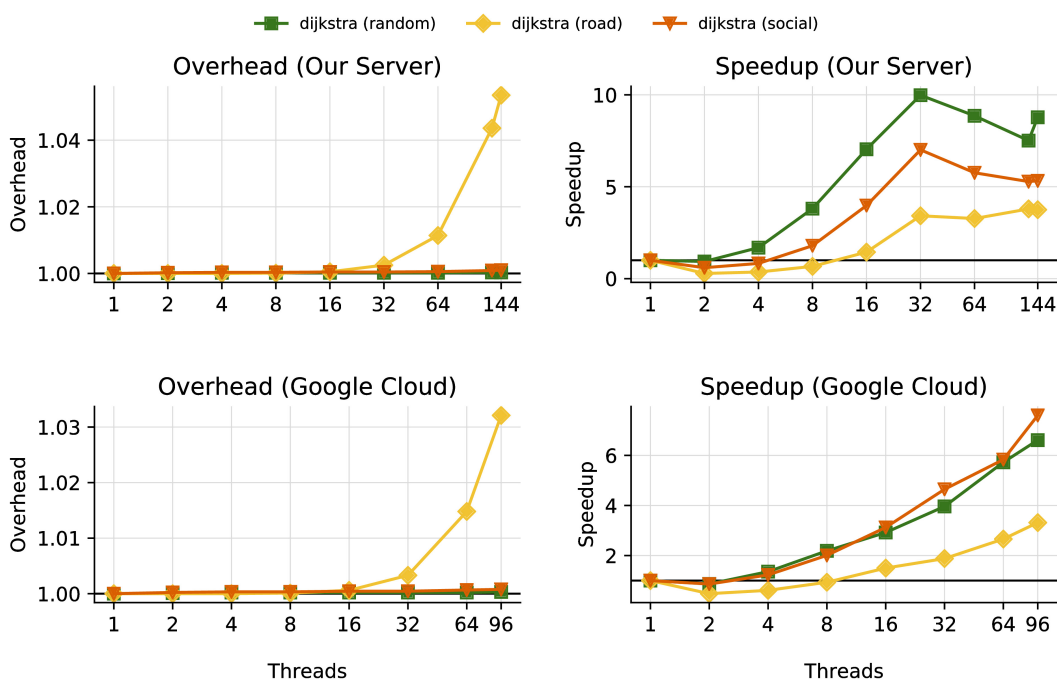 dijkstra (random) dijkstra (road) dijkstra (social)
Overhead (Our Server)
Overhead
1.04
1.02
1.00
1 2 4 8 16 32 64 144
Speedup (Our Server)
Speedup
10
5
0
1 2 4 8 16 32 64 144
Overhead (Google Cloud)
Overhead
1.03
1.02
1.01
1.00
1 2 4 8 16 32 64 96
Threads
Speedup (Google Cloud)
Speedup
6
4
2
1 2 4 8 16 32 64 96
Threads